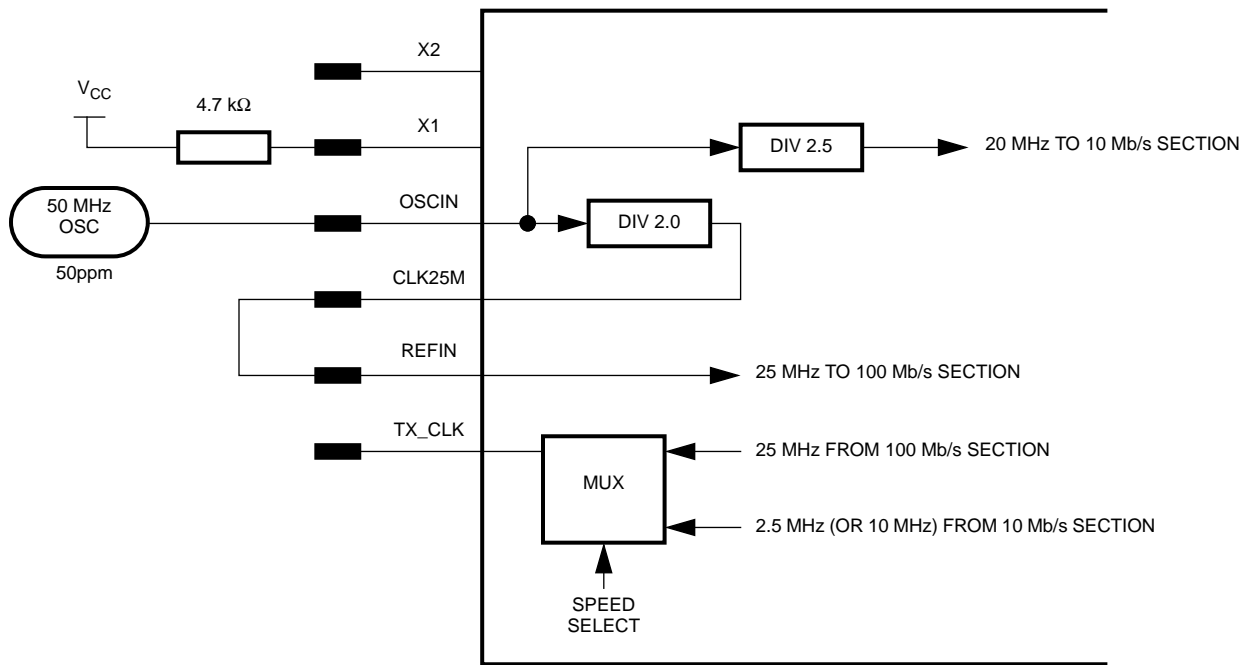 X2
V_CC
4.7 kΩ
X1
DIV 2.5
20 MHz TO 10 Mb/s SECTION
50 MHz
OSC
OSCIN
DIV 2.0
50ppm
CLK25M
REFIN
25 MHz TO 100 Mb/s SECTION
TX_CLK
25 MHz FROM 100 Mb/s SECTION
MUX
2.5 MHz (OR 10 MHz) FROM 10 Mb/s SECTION
SPEED
SELECT